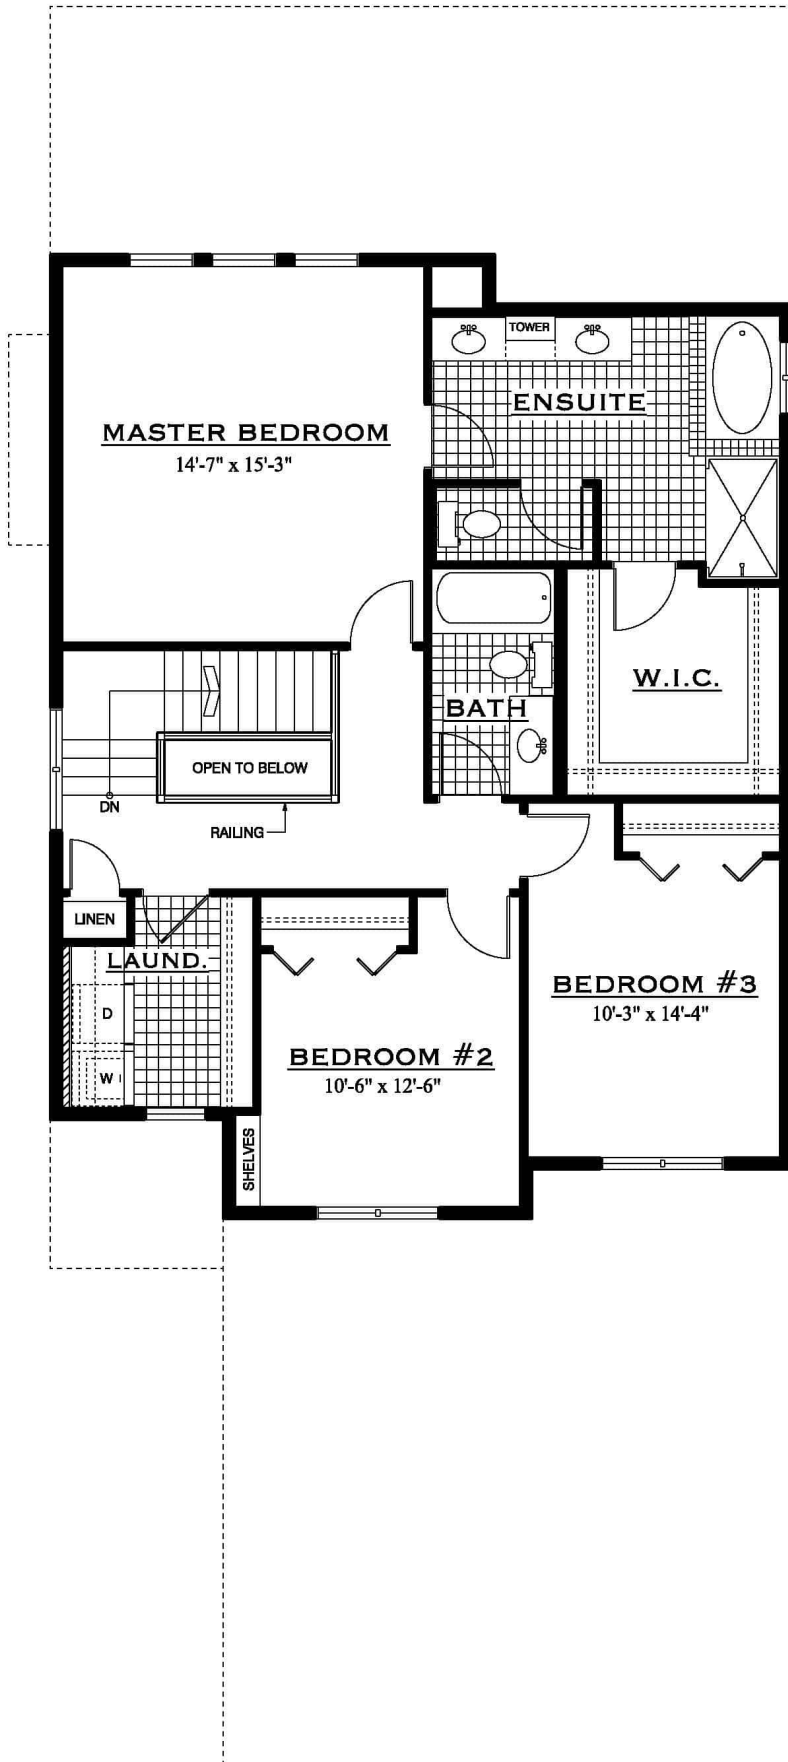 TOWER
ENSUITE
MASTER BEDROOM
14'-7" x 15'-3"
W.I.C.
BATH
OPEN TO BELOW
DN
RAILING
LINEN
LAUND.
D
W
BEDROOM #3
10'-3" x 14'-4"
BEDROOM #2
10'-6" x 12'-6"
SHELVES